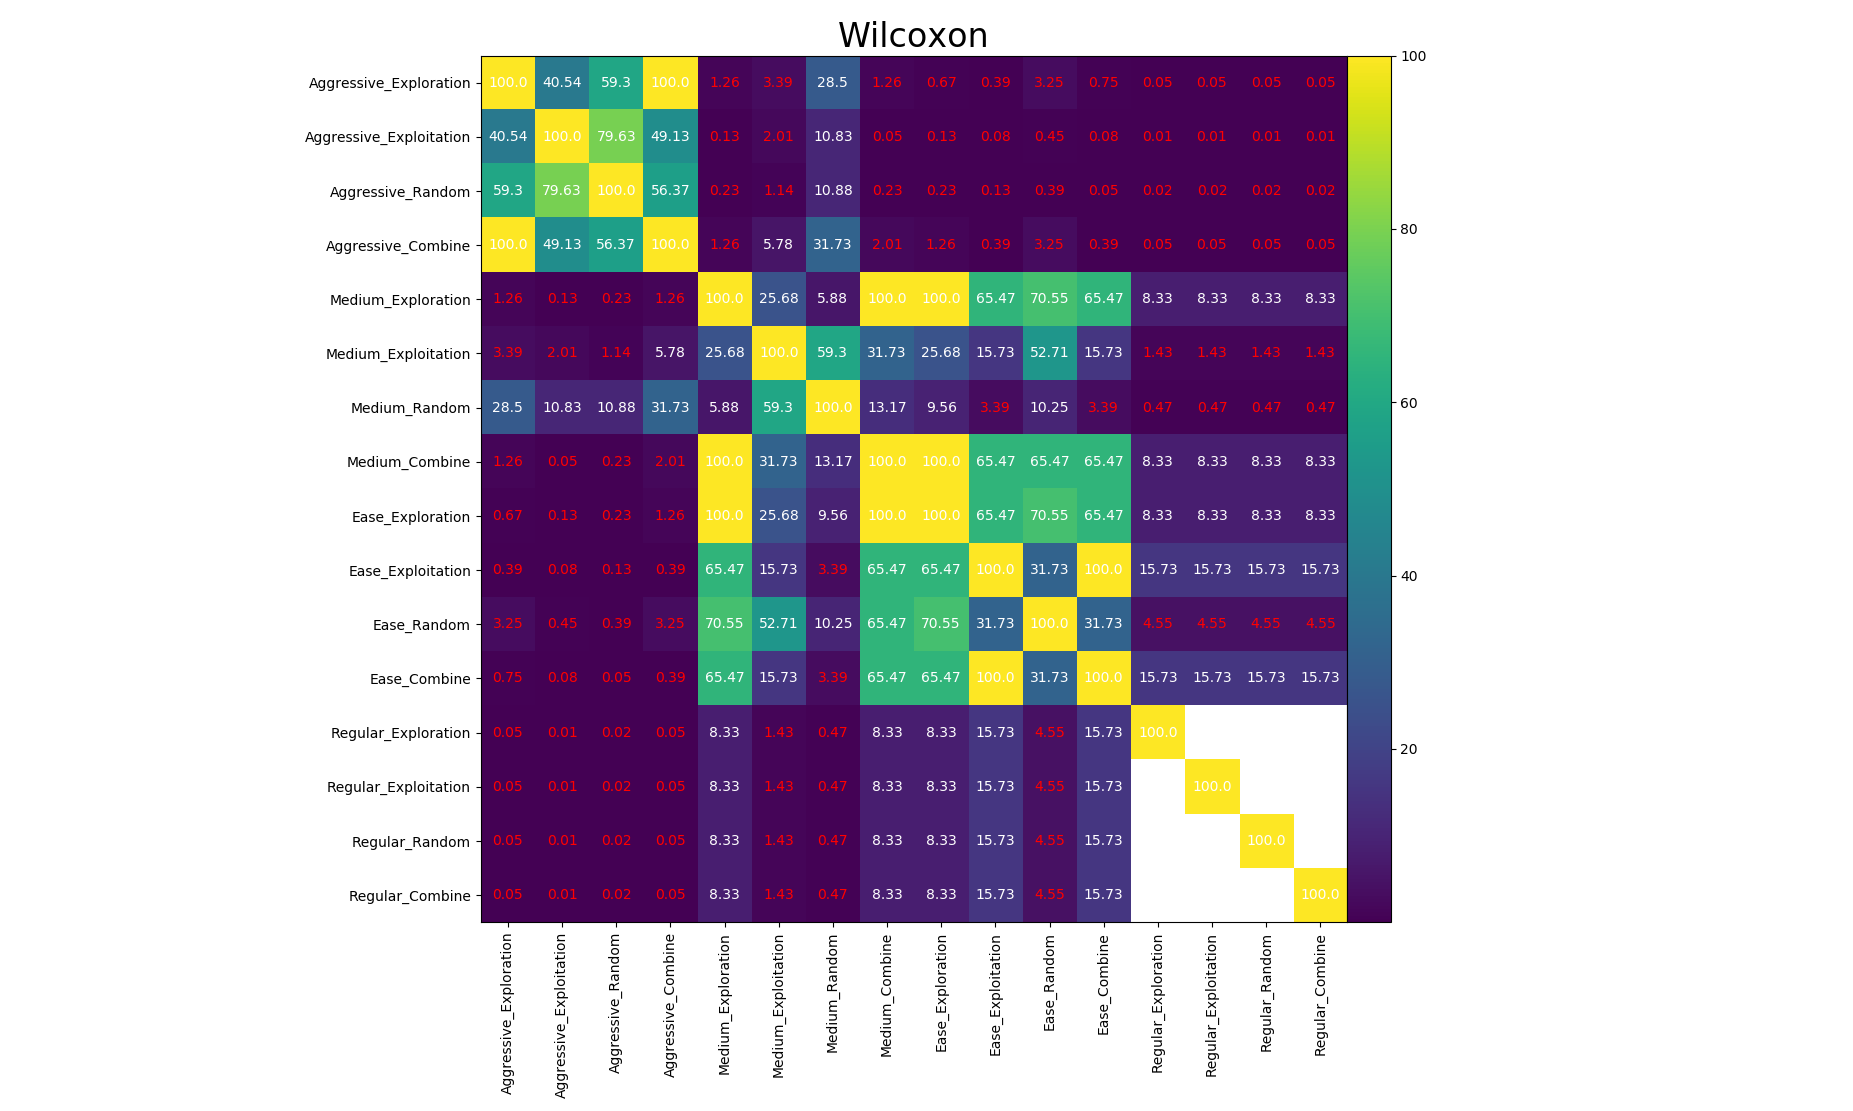 Wilcoxon
Aggressive_Exploration 100.0 40.54 59.3 100.0 1.26 3.39 28.5 1.26 0.67 0.39 3.25 0.75 0.05 0.05 0.05 0.05
Aggressive_Exploitation 40.54 100.0 79.63 49.13 0.13 2.01 10.83 0.05 0.13 0.08 0.45 0.08 0.01 0.01 0.01 0.01
Aggressive_Random 59.3 79.63 100.0 56.37 0.23 1.14 10.88 0.23 0.23 0.13 0.39 0.05 0.02 0.02 0.02 0.02
Aggressive_Combine 100.0 49.13 56.37 100.0 1.26 5.78 31.73 2.01 1.26 0.39 3.25 0.39 0.05 0.05 0.05 0.05
Medium_Exploration 1.26 0.13 0.23 1.26 100.0 25.68 5.88 100.0 100.0 65.47 70.55 65.47 8.33 8.33 8.33 8.33
Medium_Exploitation 3.39 2.01 1.14 5.78 25.68 100.0 59.3 31.73 25.68 15.73 52.71 15.73 1.43 1.43 1.43 1.43
Medium_Random 28.5 10.83 10.88 31.73 5.88 59.3 100.0 13.17 9.56 3.39 10.25 3.39 0.47 0.47 0.47 0.47
Medium_Combine 1.26 0.05 0.23 2.01 100.0 31.73 13.17 100.0 100.0 65.47 65.47 65.47 8.33 8.33 8.33 8.33
Ease_Exploration 0.67 0.13 0.23 1.26 100.0 25.68 9.56 100.0 100.0 65.47 70.55 65.47 8.33 8.33 8.33 8.33
Ease_Exploitation 0.39 0.08 0.13 0.39 65.47 15.73 3.39 65.47 65.47 100.0 31.73 100.0 15.73 15.73 15.73 15.73
Ease_Random 3.25 0.45 0.39 3.25 70.55 52.71 10.25 65.47 70.55 31.73 100.0 31.73 4.55 4.55 4.55 4.55
Ease_Combine 0.75 0.08 0.05 0.39 65.47 15.73 3.39 65.47 65.47 100.0 31.73 100.0 15.73 15.73 15.73 15.73
Regular_Exploration 0.05 0.01 0.02 0.05 8.33 1.43 0.47 8.33 8.33 15.73 4.55 15.73 100.0
Regular_Exploitation 0.05 0.01 0.02 0.05 8.33 1.43 0.47 8.33 8.33 15.73 4.55 15.73 100.0
Regular_Random 0.05 0.01 0.02 0.05 8.33 1.43 0.47 8.33 8.33 15.73 4.55 15.73 100.0
Regular_Combine 0.05 0.01 0.02 0.05 8.33 1.43 0.47 8.33 8.33 15.73 4.55 15.73 100.0
Aggressive_Exploration
Aggressive_Exploitation
Aggressive_Random
Aggressive_Combine
Medium_Exploration
Medium_Exploitation
Medium_Random
Medium_Combine
Ease_Exploration
Ease_Exploitation
Ease_Random
Ease_Combine
Regular_Exploration
Regular_Exploitation
Regular_Random
Regular_Combine
100
80
60
40
20